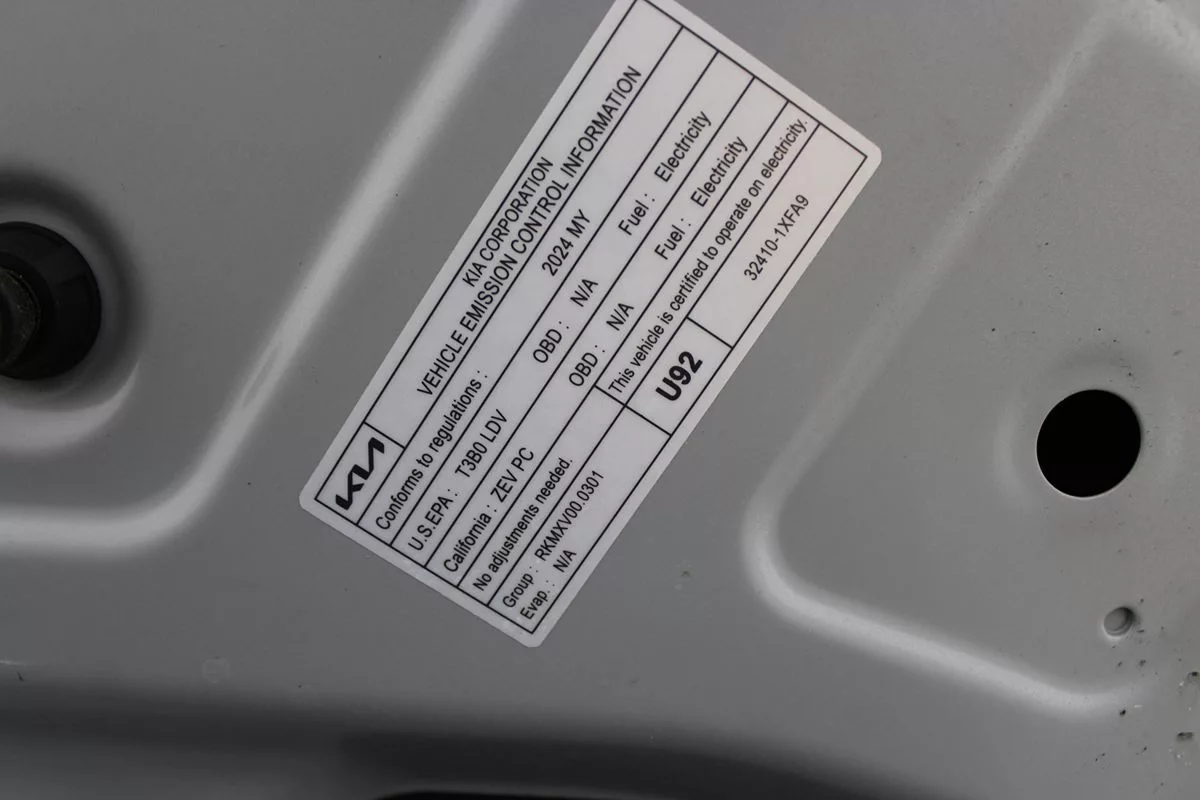 KIA
KIA CORPORATION
VEHICLE EMISSION CONTROL INFORMATION
Conforms to regulations : 2024 MY
U.S.EPA : T3B0 LDV OBD : N/A Fuel : Electricity
California : ZEV PC OBD : N/A Fuel : Electricity
No adjustments needed. This vehicle is certified to operate on electricity.
Group : RKMXV00.0301
Evap. : N/A
U92
32410-1XFA9